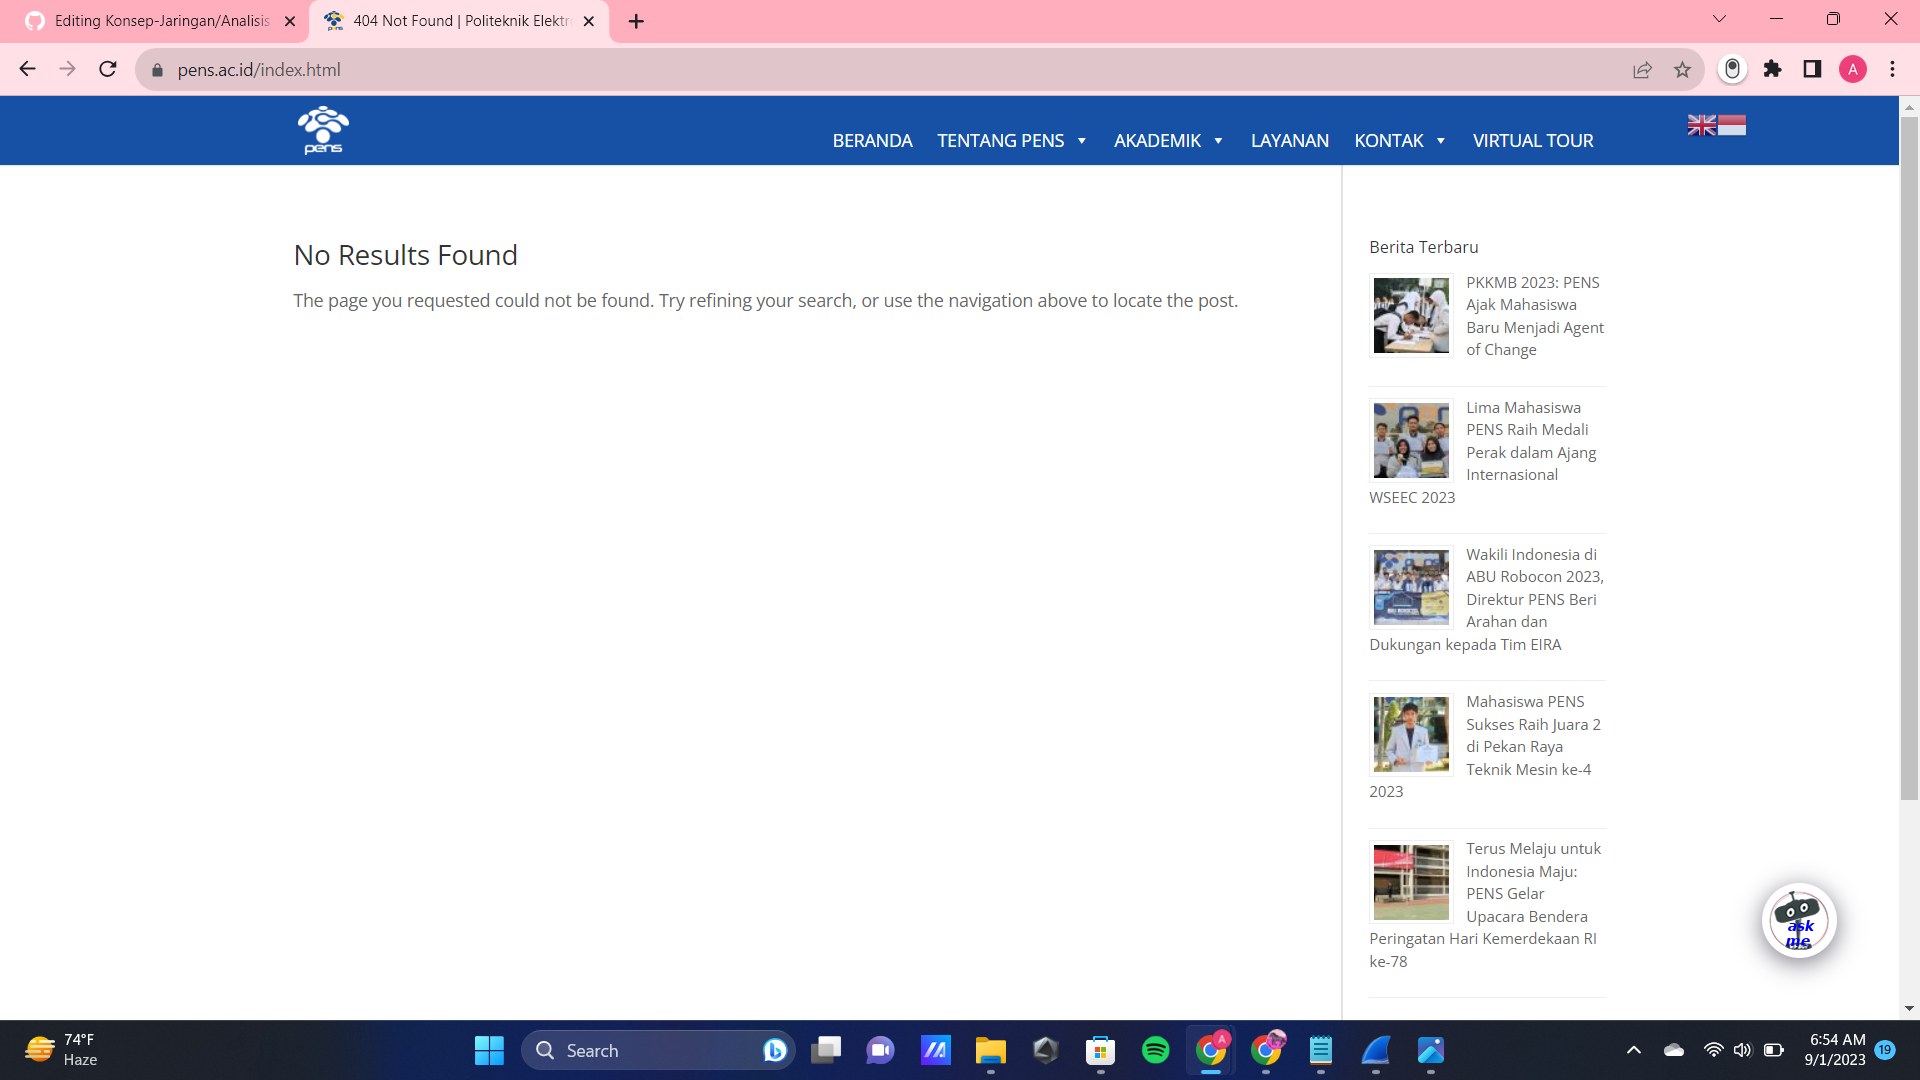 Editing Konsep-Jaringan/Analisis
404 Not Found | Politeknik Elektr
pens.ac.id/index.html
A
pens
BERANDA
TENTANG PENS
AKADEMIK
LAYANAN
KONTAK
VIRTUAL TOUR
No Results Found
The page you requested could not be found. Try refining your search, or use the navigation above to locate the post.
Berita Terbaru
PKKMB 2023: PENS
Ajak Mahasiswa
Baru Menjadi Agent
of Change
Lima Mahasiswa
PENS Raih Medali
Perak dalam Ajang
Internasional
WSEEC 2023
Wakili Indonesia di
ABU Robocon 2023,
Direktur PENS Beri
Arahan dan
Dukungan kepada Tim EIRA
Mahasiswa PENS
Sukses Raih Juara 2
di Pekan Raya
Teknik Mesin ke-4
2023
Terus Melaju untuk
Indonesia Maju:
PENS Gelar
Upacara Bendera
Peringatan Hari Kemerdekaan RI
ke-78
ask
me
74°F
Haze
Search
A
6:54 AM
9/1/2023
19